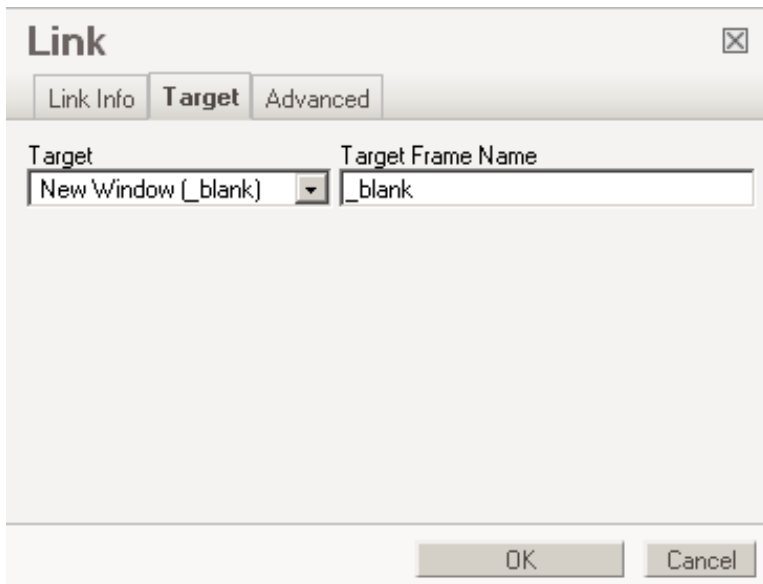 Link
Link Info Target Advanced
Target Target Frame Name
New Window (_blank) _blank
OK Cancel